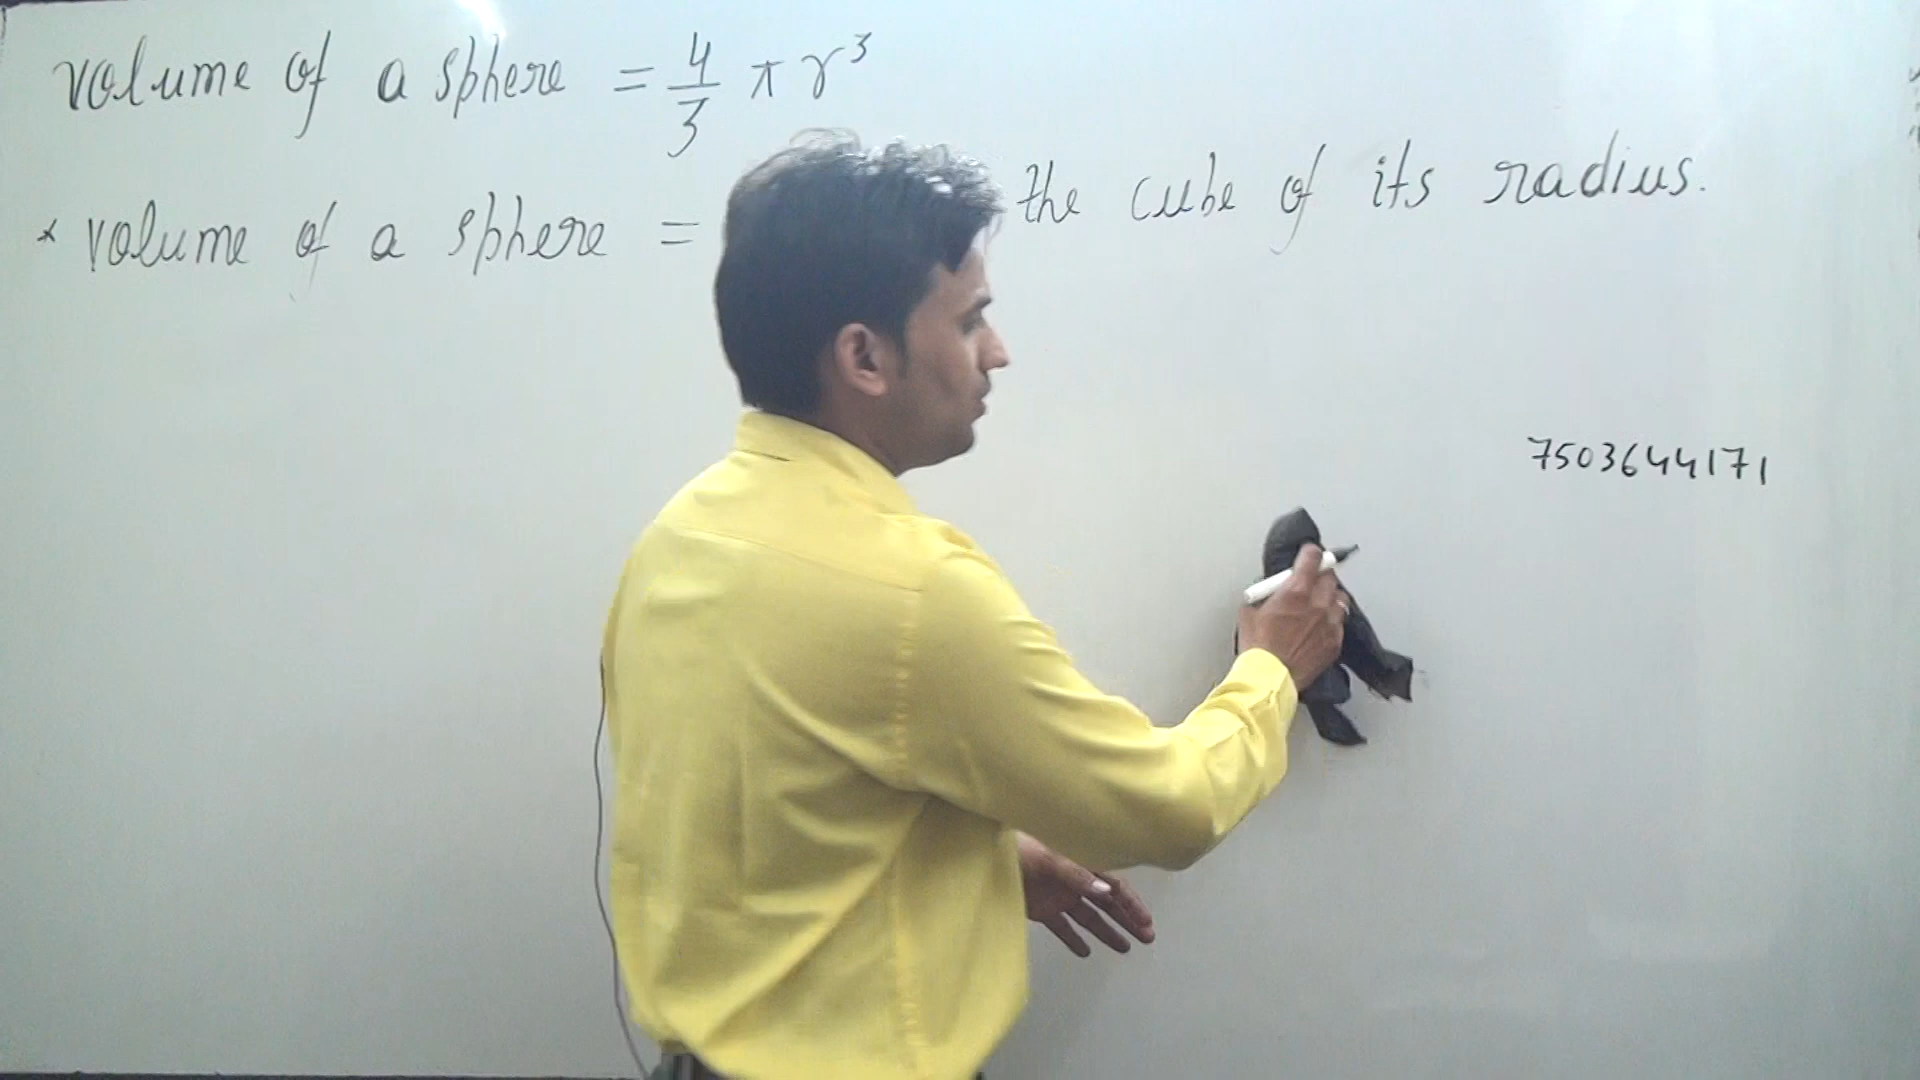 volume of a sphere = 4/3 π r³
* volume of a sphere = the cube of its radius.
7503644171